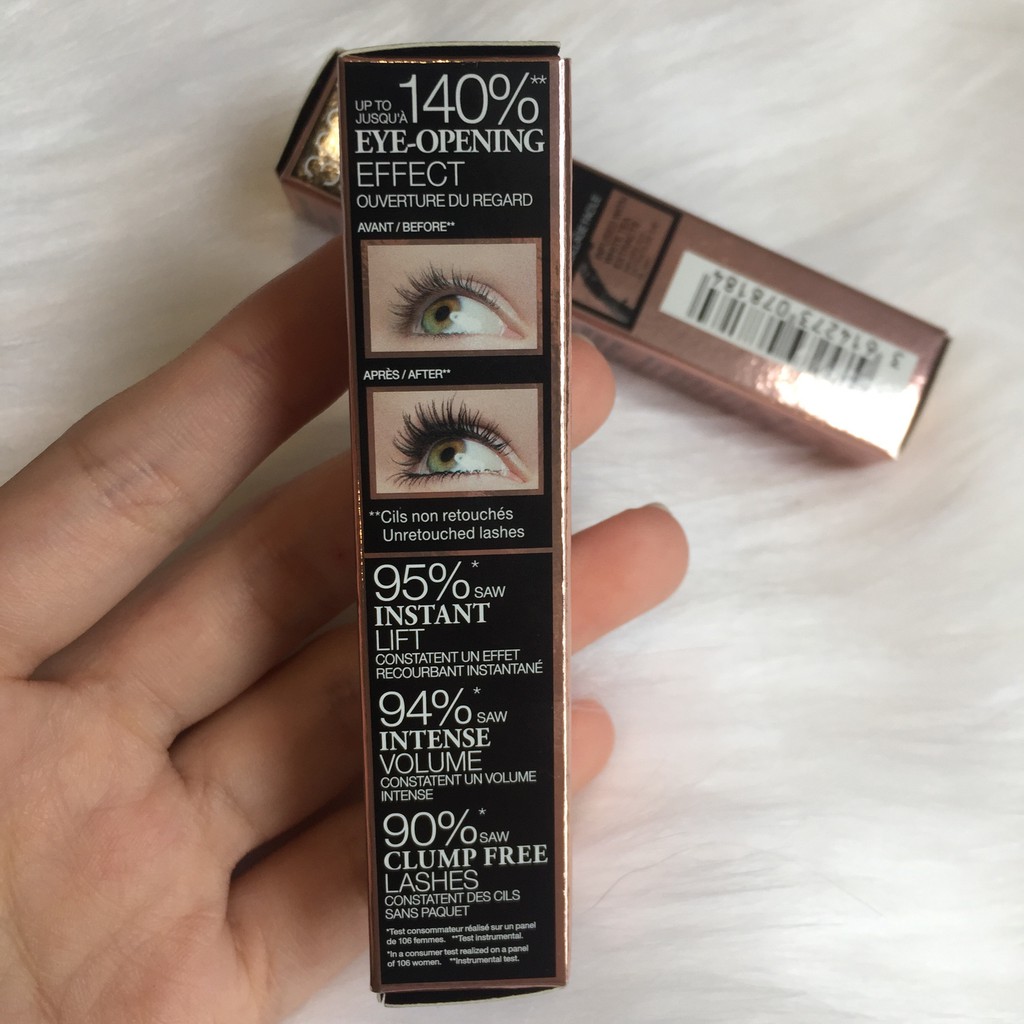 UP TO 140%**
JUSQU'À
EYE-OPENING
EFFECT
OUVERTURE DU REGARD
AVANT / BEFORE**
APRÈS / AFTER**
**Cils non retouchés
Unretouched lashes
95%* SAW
INSTANT
LIFT
CONSTATENT UN EFFET
RECOURBANT INSTANTANÉ
94%* SAW
INTENSE
VOLUME
CONSTATENT UN VOLUME
INTENSE
90%* SAW
CLUMP FREE
LASHES
CONSTATENT DES CILS
SANS PAQUET
*Test consommateur réalisé sur un panel
de 106 femmes. **Test instrumental.
*In a consumer test realized on a panel
of 106 women. **Instrumental test.
3 614273 078184